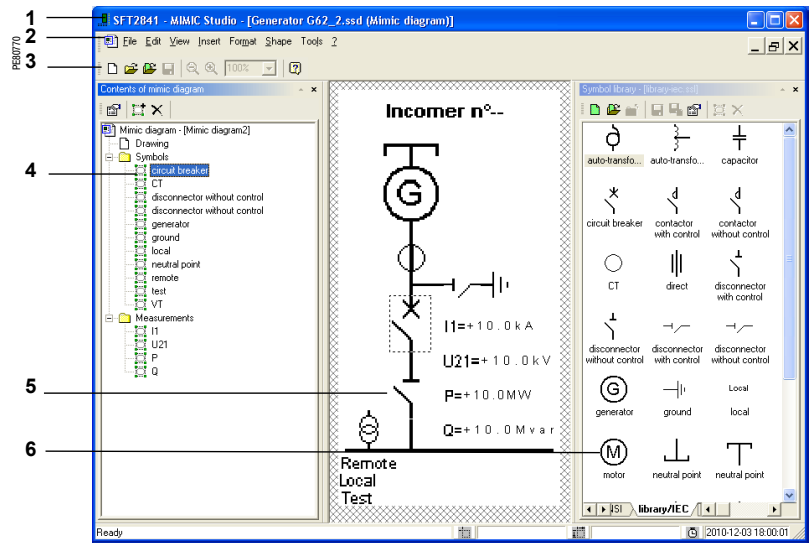 1
SFT2841 - MIMIC Studio - [Generator G62_2.ssd (Mimic diagram)]
2
File Edit View Insert Format Shape Tools ?
PE80770
3
100%
Contents of mimic diagram
Mimic diagram - [Mimic diagram2]
Drawing
Symbols
4
circuit breaker
CT
disconnector without control
disconnector without control
generator
ground
local
neutral point
remote
test
VT
Measurements
I1
U21
P
Q
5
6
Incomer n°--
G
I1=+10.0kA
U21=+10.0kV
P=+10.0MW
Q=+10.0Mvar
Remote
Local
Test
Symbol library - [library-iec.ssl]
auto-transfo... auto-transfo... capacitor
circuit breaker contactor with control contactor without control
CT direct disconnector with control
disconnector without control disconnector with control disconnector without control
G Local
generator ground local
M
motor neutral point neutral point
NSI library/IEC
Ready 2010-12-03 18:00:01